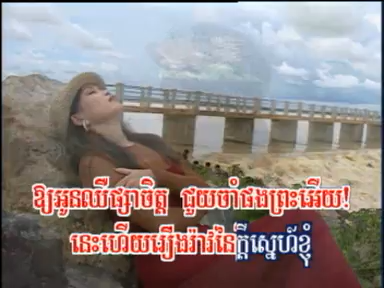 ឱ្យអូនឈឺផ្សាចិត្ត ជួយចាំផងព្រះអើយ!
នេះហើយរឿងរ៉ាវនៃក្ដីស្នេហ៍ខ្ញុំ